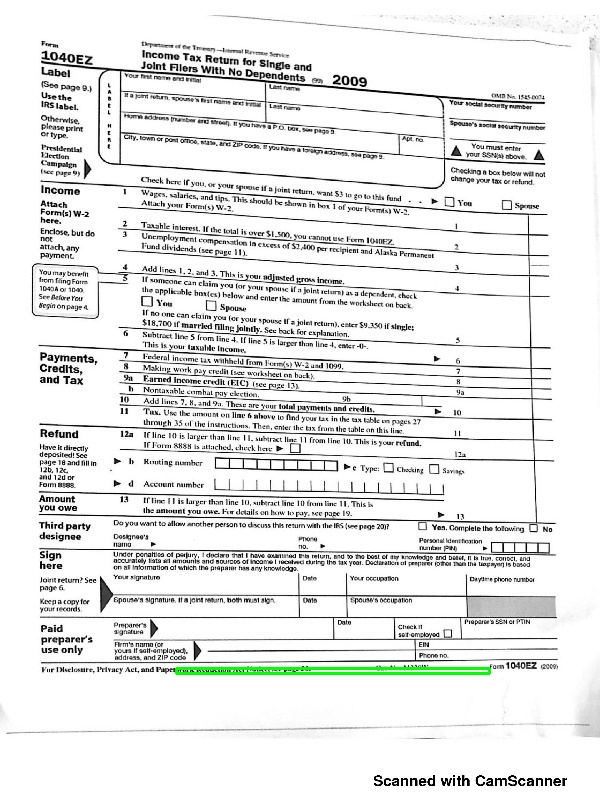 Form
1040EZ
Department of the Treasury—Internal Revenue Service
Income Tax Return for Single and
Joint Filers With No Dependents (99) 2009
OMB No. 1545-0074
Label
(See page 9.)
Use the
IRS label.
Otherwise,
please print
or type.
Presidential
Election
Campaign
(see page 9)
LABEL HERE
Your first name and initial
Last name
Your social security number
If a joint return, spouse's first name and initial
Last name
Spouse's social security number
Home address (number and street). If you have a P.O. box, see page 9.
Apt. no.
You must enter
your SSN(s) above.
City, town or post office, state, and ZIP code. If you have a foreign address, see page 9.
Checking a box below will not
change your tax or refund.
Check here if you, or your spouse if a joint return, want $3 to go to this fund . . You Spouse
Income
Attach
Form(s) W-2
here.
Enclose, but do
not
attach, any
payment.
You may benefit
from filing Form
1040A or 1040.
See Before You
Begin on page 4.
1 Wages, salaries, and tips. This should be shown in box 1 of your Form(s) W-2.
Attach your Form(s) W-2. 1
2 Taxable interest. If the total is over $1,500, you cannot use Form 1040EZ. 2
3 Unemployment compensation in excess of $2,400 per recipient and Alaska Permanent
Fund dividends (see page 11). 3
4 Add lines 1, 2, and 3. This is your adjusted gross income. 4
5 If someone can claim you (or your spouse if a joint return) as a dependent, check
the applicable box(es) below and enter the amount from the worksheet on back.
You Spouse
If no one can claim you (or your spouse if a joint return), enter $9,350 if single;
$18,700 if married filing jointly. See back for explanation. 5
6 Subtract line 5 from line 4. If line 5 is larger than line 4, enter -0-.
This is your taxable income. 6
Payments,
Credits,
and Tax
7 Federal income tax withheld from Form(s) W-2 and 1099. 7
8 Making work pay credit (see worksheet on back). 8
9a Earned income credit (EIC) (see page 13). 9a
b Nontaxable combat pay election. 9b
10 Add lines 7, 8, and 9a. These are your total payments and credits. 10
11 Tax. Use the amount on line 6 above to find your tax in the tax table on pages 27
through 35 of the instructions. Then, enter the tax from the table on this line. 11
Refund
Have it directly
deposited! See
page 18 and fill in
12b, 12c,
and 12d or
Form 8888.
12a If line 10 is larger than line 11, subtract line 11 from line 10. This is your refund.
If Form 8888 is attached, check here 12a
b Routing number c Type: Checking Savings
d Account number
Amount
you owe
13 If line 11 is larger than line 10, subtract line 10 from line 11. This is
the amount you owe. For details on how to pay, see page 19. 13
Third party
designee
Do you want to allow another person to discuss this return with the IRS (see page 20)? Yes. Complete the following No
Designee's
name
Phone
no.
Personal Identification
number (PIN)
Sign
here
Joint return? See
page 6.
Keep a copy for
your records.
Under penalties of perjury, I declare that I have examined this return, and to the best of my knowledge and belief, it is true, correct, and
accurately lists all amounts and sources of income I received during the tax year. Declaration of preparer (other than the taxpayer) is based
on all information of which the preparer has any knowledge.
Your signature Date Your occupation Daytime phone number
Spouse's signature. If a joint return, both must sign. Date Spouse's occupation
Paid
preparer's
use only
Preparer's
signature
Date
Check if
self-employed
Preparer's SSN or PTIN
Firm's name (or
yours if self-employed),
address, and ZIP code
EIN
Phone no.
For Disclosure, Privacy Act, and Form 1040EZ (2009)
Scanned with CamScanner